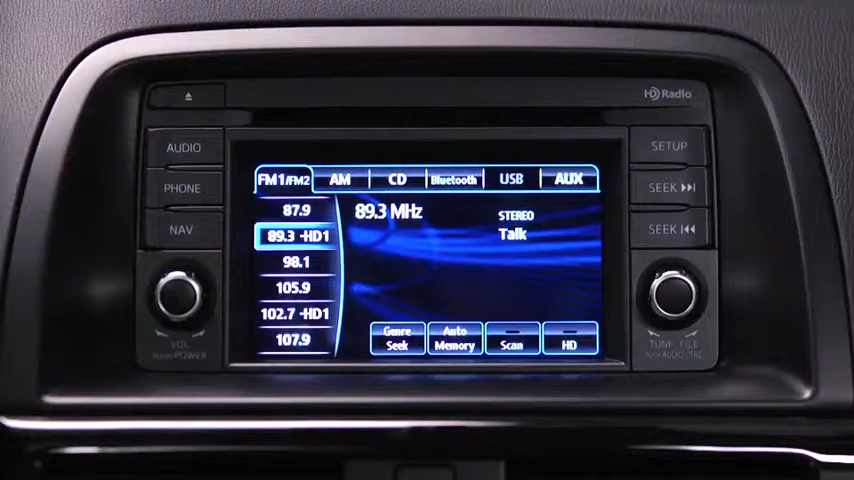 HD Radio
AUDIO
PHONE
NAV
SETUP
SEEK
SEEK
FM1/FM2 AM CD Bluetooth USB AUX
87.9
89.3 -HD1
98.1
105.9
102.7 -HD1
107.9
89.3 MHz
STEREO
Talk
Genre Seek
Auto Memory
Scan
HD
VOL
PUSH POWER
TUNE FILE
PUSH AUDIO CTRL